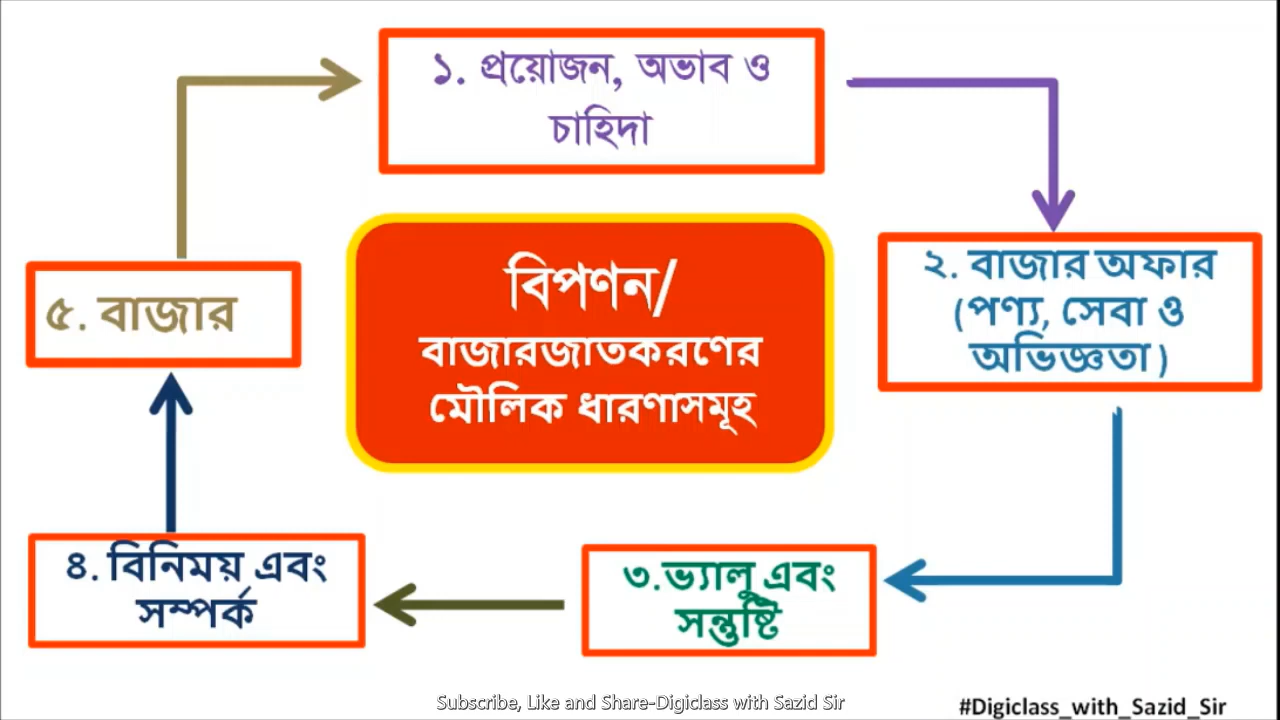 ১. প্রয়োজন, অভাব ও
চাহিদা
২. বাজার অফার
(পণ্য, সেবা ও
অভিজ্ঞতা)
৩.ভ্যালু এবং
সন্তুষ্টি
৪. বিনিময় এবং
সম্পর্ক
৫. বাজার
বিপণন/
বাজারজাতকরণের
মৌলিক ধারণাসমূহ
Subscribe, Like and Share-Digiclass with Sazid Sir
#Digiclass_with_Sazid_Sir